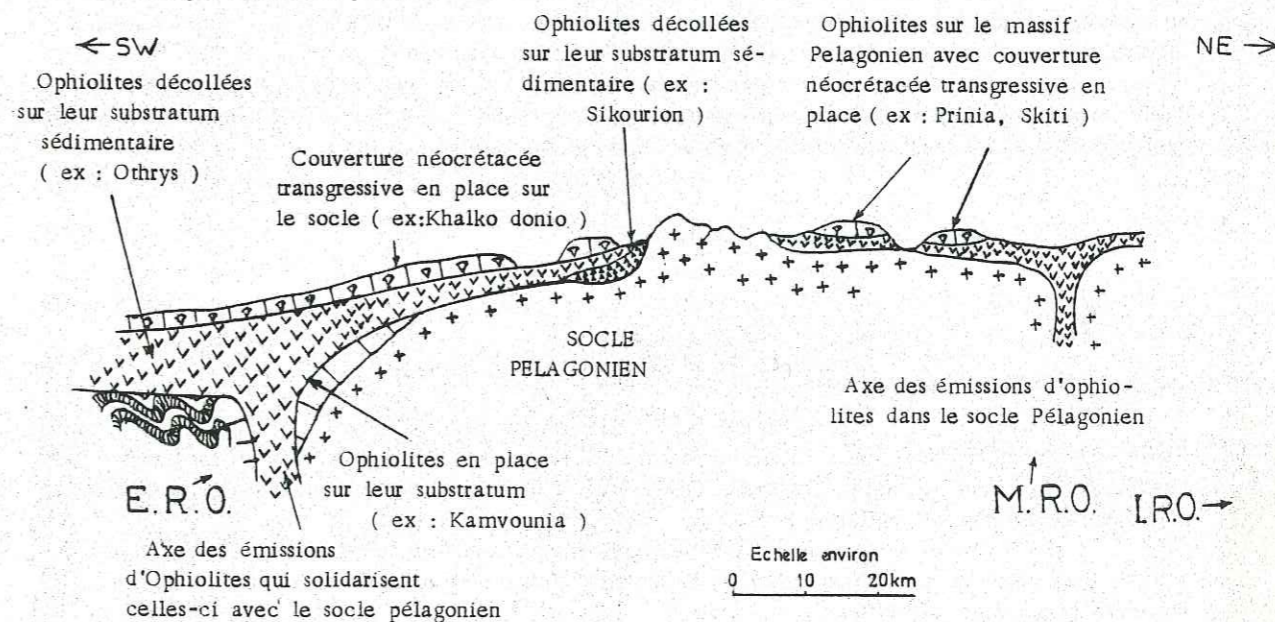 ← SW
NE →
Ophiolites décollées
sur leur substratum
sédimentaire
( ex : Othrys )
Couverture néocrétacée
transgressive en place sur
le socle ( ex:Khalko donio )
Ophiolites décollées
sur leur substratum sé-
dimentaire ( ex :
Sikourion )
Ophiolites sur le massif
Pelagonien avec couverture
néocrétacée transgressive en
place ( ex : Prinia, Skiti )
SOCLE
PELAGONIEN
Axe des émissions d'ophio-
lites dans le socle Pélagonien
Ophiolites en place
sur leur substratum
( ex : Kamvounia )
E.R.O.
M.R.O.
I.R.O.→
Axe des émissions
d'Ophiolites qui solidarisent
celles-ci avec le socle pélagonien
Echelle environ
0 10 20km